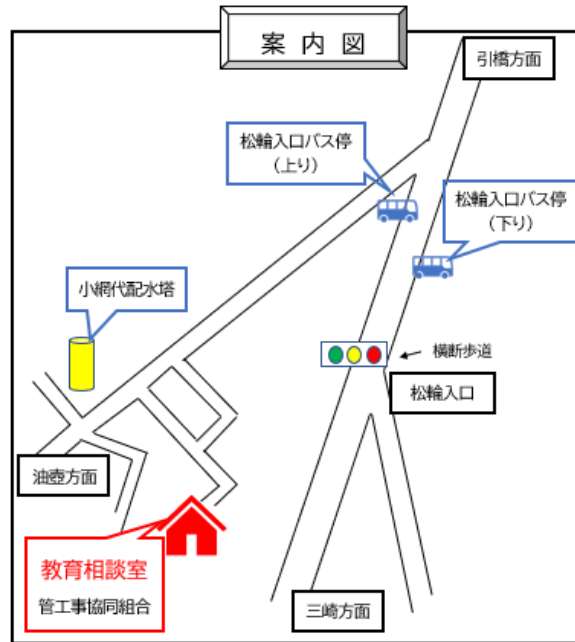 案内図
引橋方面
松輪入口バス停
（上り）
松輪入口バス停
（下り）
小網代配水塔
横断歩道
松輪入口
油壺方面
教育相談室
管工事協同組合
三崎方面